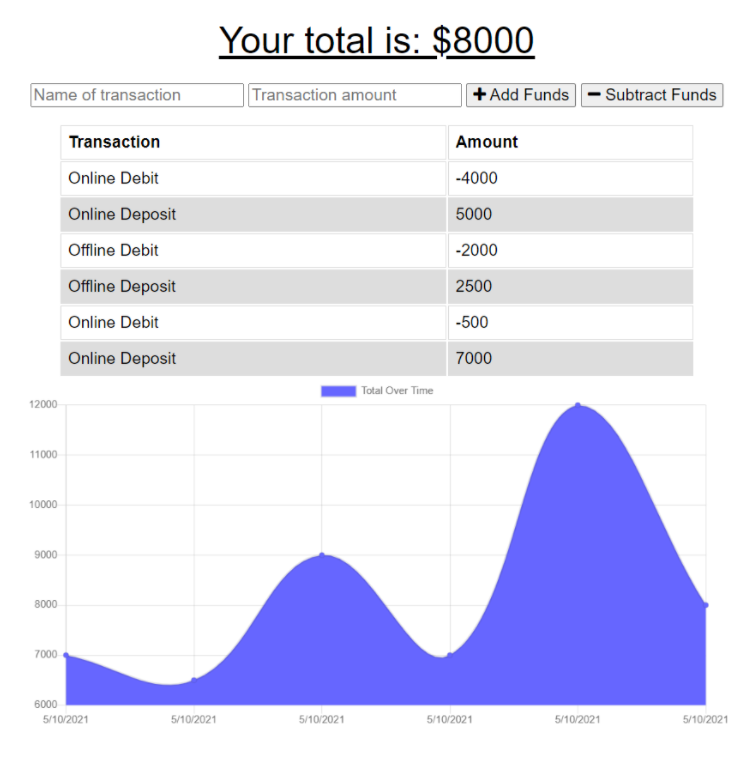 Your total is: $8000
Name of transaction Transaction amount + Add Funds − Subtract Funds
Transaction Amount
Online Debit -4000
Online Deposit 5000
Offline Debit -2000
Offline Deposit 2500
Online Debit -500
Online Deposit 7000
Total Over Time
12000
11000
10000
9000
8000
7000
6000
5/10/2021 5/10/2021 5/10/2021 5/10/2021 5/10/2021 5/10/2021